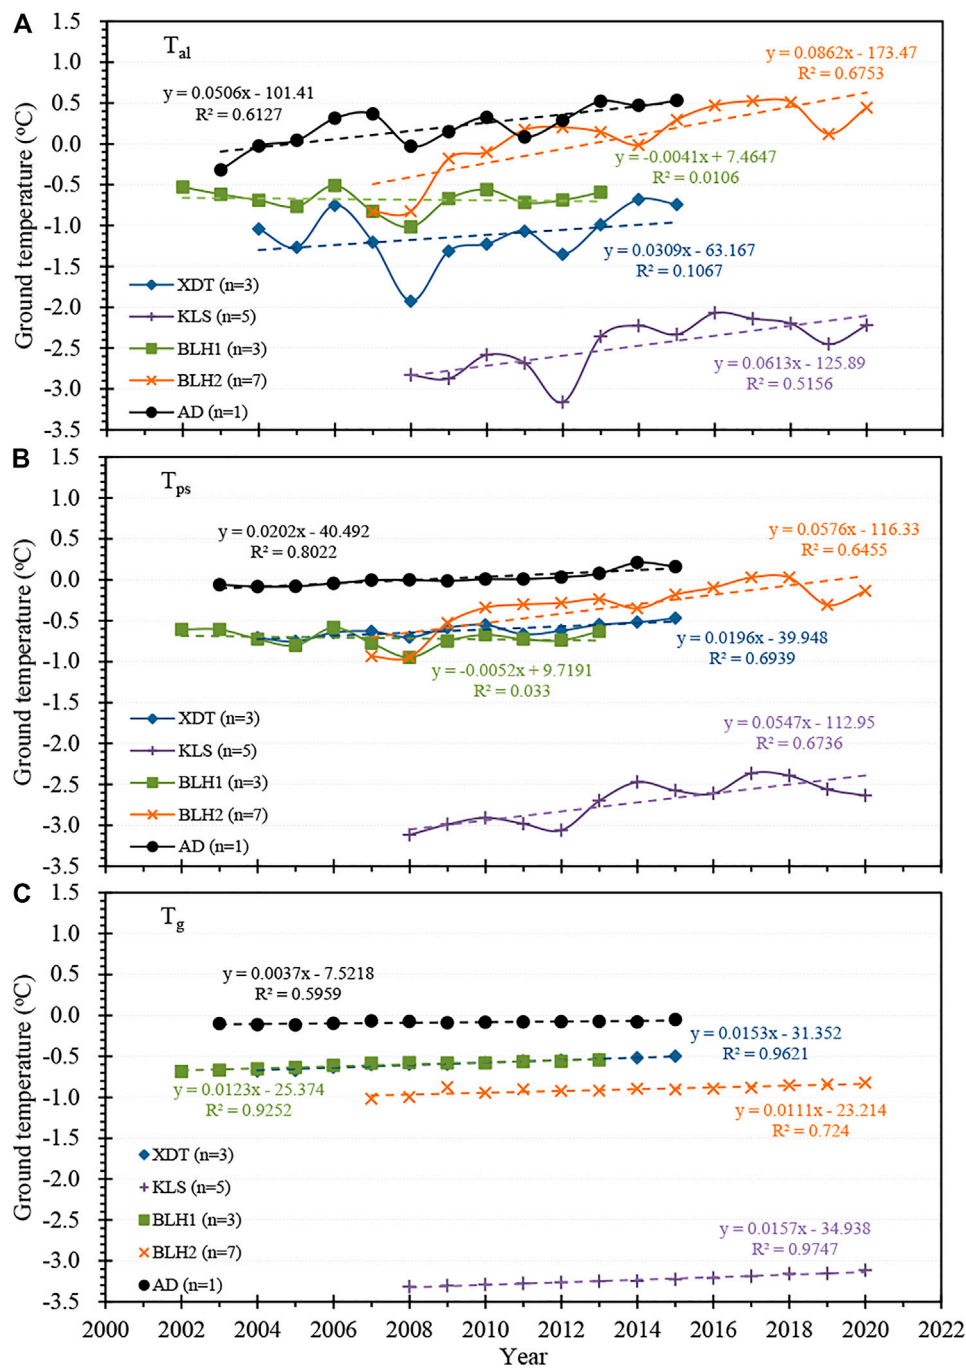 A
1.5
1.0
0.5
0.0
-0.5
-1.0
-1.5
-2.0
-2.5
-3.0
-3.5
Ground temperature (°C)
Tal
y = 0.0506x - 101.41
R² = 0.6127
y = 0.0862x - 173.47
R² = 0.6753
y = -0.0041x + 7.4647
R² = 0.0106
y = 0.0309x - 63.167
R² = 0.1067
y = 0.0613x - 125.89
R² = 0.5156
XDT (n=3)
KLS (n=5)
BLH1 (n=3)
BLH2 (n=7)
AD (n=1)
B
1.5
1.0
0.5
0.0
-0.5
-1.0
-1.5
-2.0
-2.5
-3.0
-3.5
Ground temperature (°C)
Tps
y = 0.0202x - 40.492
R² = 0.8022
y = 0.0576x - 116.33
R² = 0.6455
y = 0.0196x - 39.948
R² = 0.6939
y = -0.0052x + 9.7191
R² = 0.033
y = 0.0547x - 112.95
R² = 0.6736
XDT (n=3)
KLS (n=5)
BLH1 (n=3)
BLH2 (n=7)
AD (n=1)
C
1.5
1.0
0.5
0.0
-0.5
-1.0
-1.5
-2.0
-2.5
-3.0
-3.5
Ground temperature (°C)
Tg
y = 0.0037x - 7.5218
R² = 0.5959
y = 0.0153x - 31.352
R² = 0.9621
y = 0.0123x - 25.374
R² = 0.9252
y = 0.0111x - 23.214
R² = 0.724
y = 0.0157x - 34.938
R² = 0.9747
XDT (n=3)
KLS (n=5)
BLH1 (n=3)
BLH2 (n=7)
AD (n=1)
2000 2002 2004 2006 2008 2010 2012 2014 2016 2018 2020 2022
Year